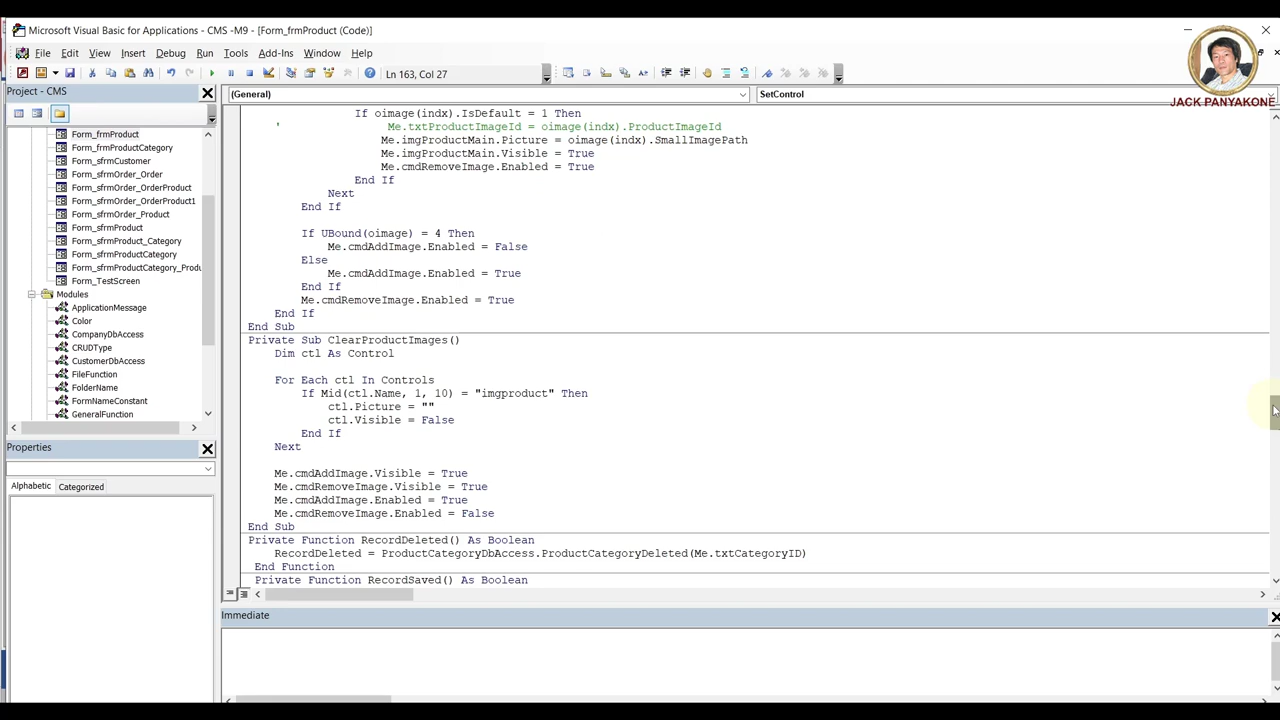 Microsoft Visual Basic for Applications - CMS -M9 - [Form_frmProduct (Code)]
File Edit View Insert Debug Run Tools Add-Ins Window Help
Ln 163, Col 27
JACK PANYAKONE
Project - CMS
Form_frmProduct
Form_frmProductCategory
Form_sfrmCustomer
Form_sfrmOrder_Order
Form_sfrmOrder_OrderProduct
Form_sfrmOrder_OrderProduct1
Form_sfrmOrder_Product
Form_sfrmProduct
Form_sfrmProduct_Category
Form_sfrmProductCategory
Form_sfrmProductCategory_Produ
Form_TestScreen
Modules
ApplicationMessage
Color
CompanyDbAccess
CRUDType
CustomerDbAccess
FileFunction
FolderName
FormNameConstant
GeneralFunction
Properties
Alphabetic Categorized
(General) SetControl
If oimage(indx).IsDefault = 1 Then
' Me.txtProductImageId = oimage(indx).ProductImageId
Me.imgProductMain.Picture = oimage(indx).SmallImagePath
Me.imgProductMain.Visible = True
Me.cmdRemoveImage.Enabled = True
End If
Next
End If
If UBound(oimage) = 4 Then
Me.cmdAddImage.Enabled = False
Else
Me.cmdAddImage.Enabled = True
End If
Me.cmdRemoveImage.Enabled = True
End If
End Sub
Private Sub ClearProductImages()
Dim ctl As Control
For Each ctl In Controls
If Mid(ctl.Name, 1, 10) = "imgproduct" Then
ctl.Picture = ""
ctl.Visible = False
End If
Next
Me.cmdAddImage.Visible = True
Me.cmdRemoveImage.Visible = True
Me.cmdAddImage.Enabled = True
Me.cmdRemoveImage.Enabled = False
End Sub
Private Function RecordDeleted() As Boolean
RecordDeleted = ProductCategoryDbAccess.ProductCategoryDeleted(Me.txtCategoryID)
End Function
Private Function RecordSaved() As Boolean
Immediate